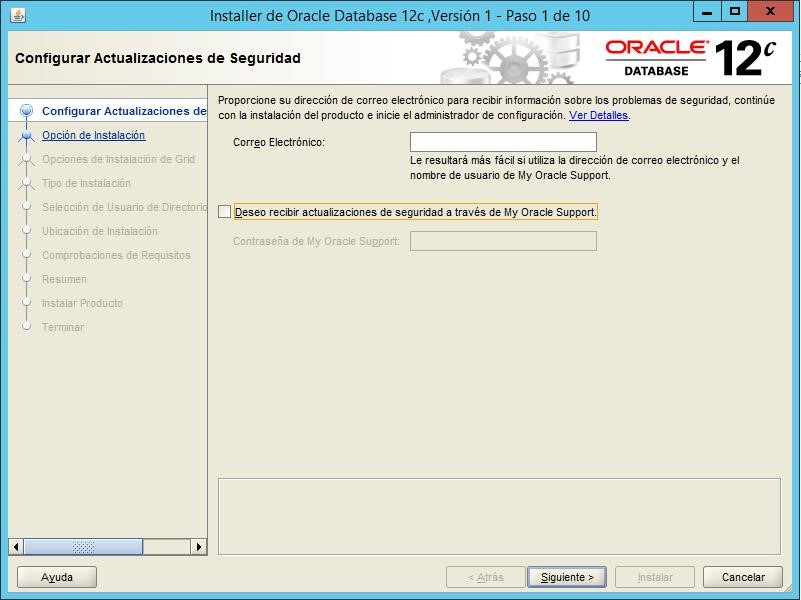 Installer de Oracle Database 12c ,Versión 1 - Paso 1 de 10
Configurar Actualizaciones de Seguridad
ORACLE®
DATABASE
12c
Configurar Actualizaciones de
Opción de Instalación
Opciones de Instalación de Grid
Tipo de Instalación
Selección de Usuario de Directorio
Ubicación de Instalación
Comprobaciones de Requisitos
Resumen
Instalar Producto
Terminar
Proporcione su dirección de correo electrónico para recibir información sobre los problemas de seguridad, continúe
con la instalación del producto e inicie el administrador de configuración. Ver Detalles.
Correo Electrónico:
Le resultará más fácil si utiliza la dirección de correo electrónico y el
nombre de usuario de My Oracle Support.
Deseo recibir actualizaciones de seguridad a través de My Oracle Support.
Contraseña de My Oracle Support:
Ayuda
< Atrás
Siguiente >
Instalar
Cancelar